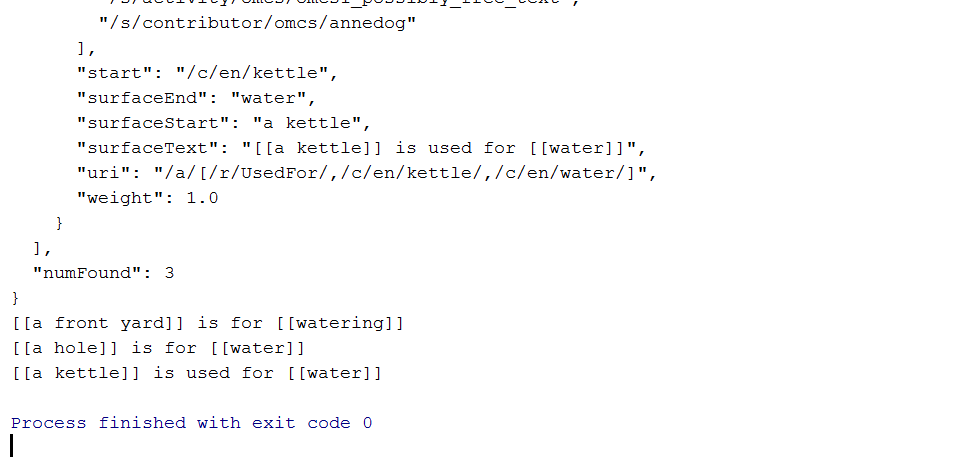 "/s/activity/omcs/omcs1_possibly_free_text",
"/s/contributor/omcs/annedog"
],
"start": "/c/en/kettle",
"surfaceEnd": "water",
"surfaceStart": "a kettle",
"surfaceText": "[[a kettle]] is used for [[water]]",
"uri": "/a/[/r/UsedFor/,/c/en/kettle/,/c/en/water/]",
"weight": 1.0
}
],
"numFound": 3
}
[[a front yard]] is for [[watering]]
[[a hole]] is for [[water]]
[[a kettle]] is used for [[water]]
Process finished with exit code 0